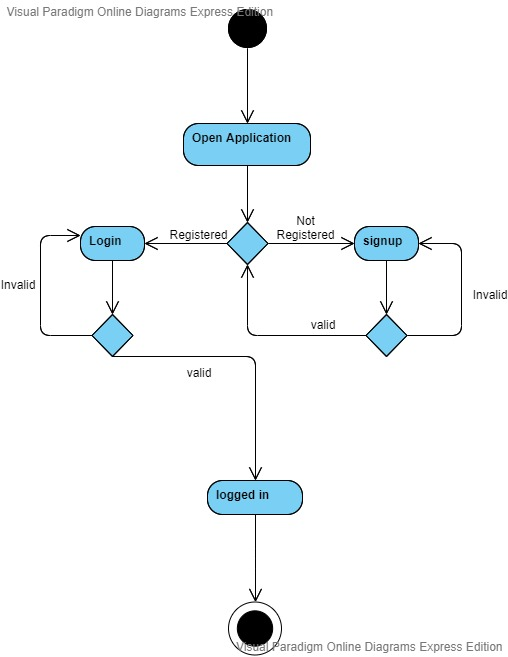 Visual Paradigm Online Diagrams Express Edition
Open Application
Not
Registered
Registered
Login
signup
Invalid
Invalid
valid
valid
logged in
Visual Paradigm Online Diagrams Express Edition